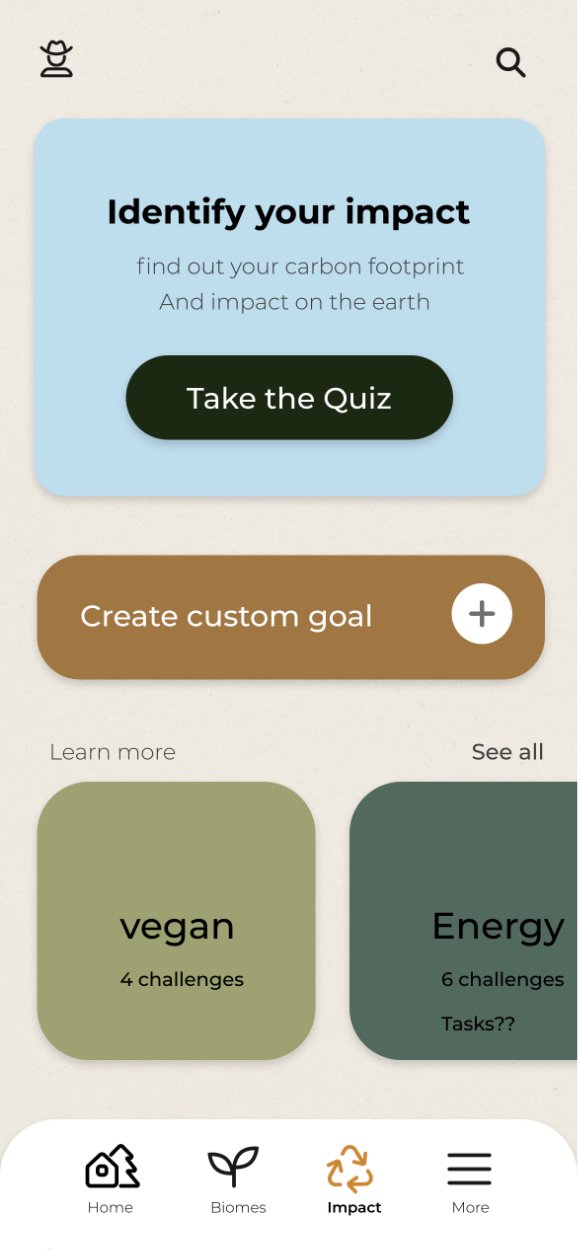 Identify your impact
find out your carbon footprint
And impact on the earth
Take the Quiz
Create custom goal
Learn more
See all
vegan
4 challenges
Energy
6 challenges
Tasks??
Home
Biomes
Impact
More